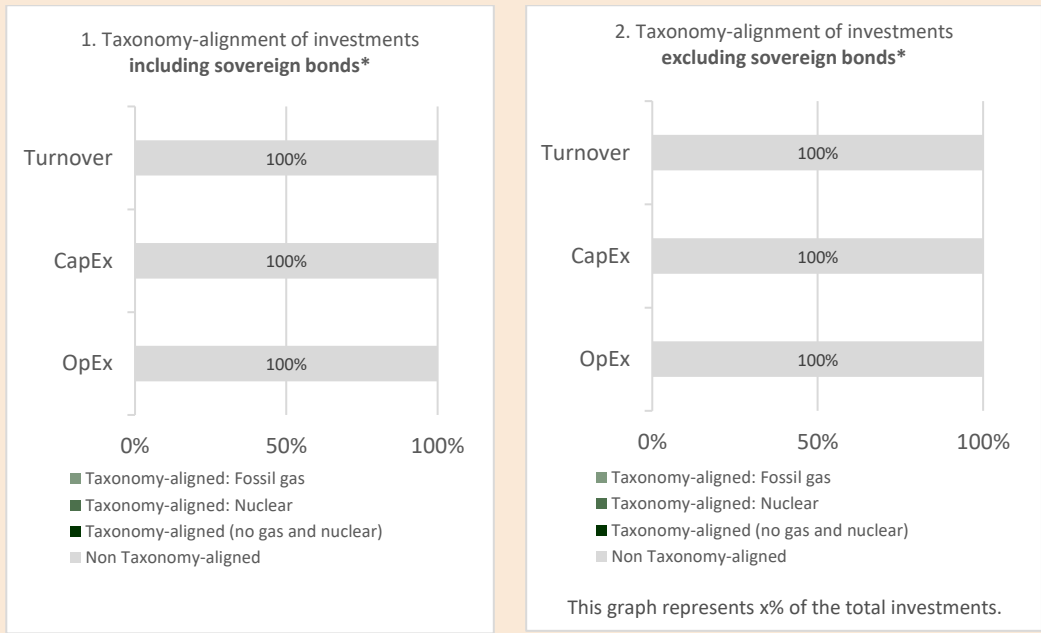 1. Taxonomy-alignment of investments
including sovereign bonds*
Turnover
100%
CapEx
100%
OpEx
100%
0%
50%
100%
Taxonomy-aligned: Fossil gas
Taxonomy-aligned: Nuclear
Taxonomy-aligned (no gas and nuclear)
Non Taxonomy-aligned
2. Taxonomy-alignment of investments
excluding sovereign bonds*
Turnover
100%
CapEx
100%
OpEx
100%
0%
50%
100%
Taxonomy-aligned: Fossil gas
Taxonomy-aligned: Nuclear
Taxonomy-aligned (no gas and nuclear)
Non Taxonomy-aligned
This graph represents x% of the total investments.